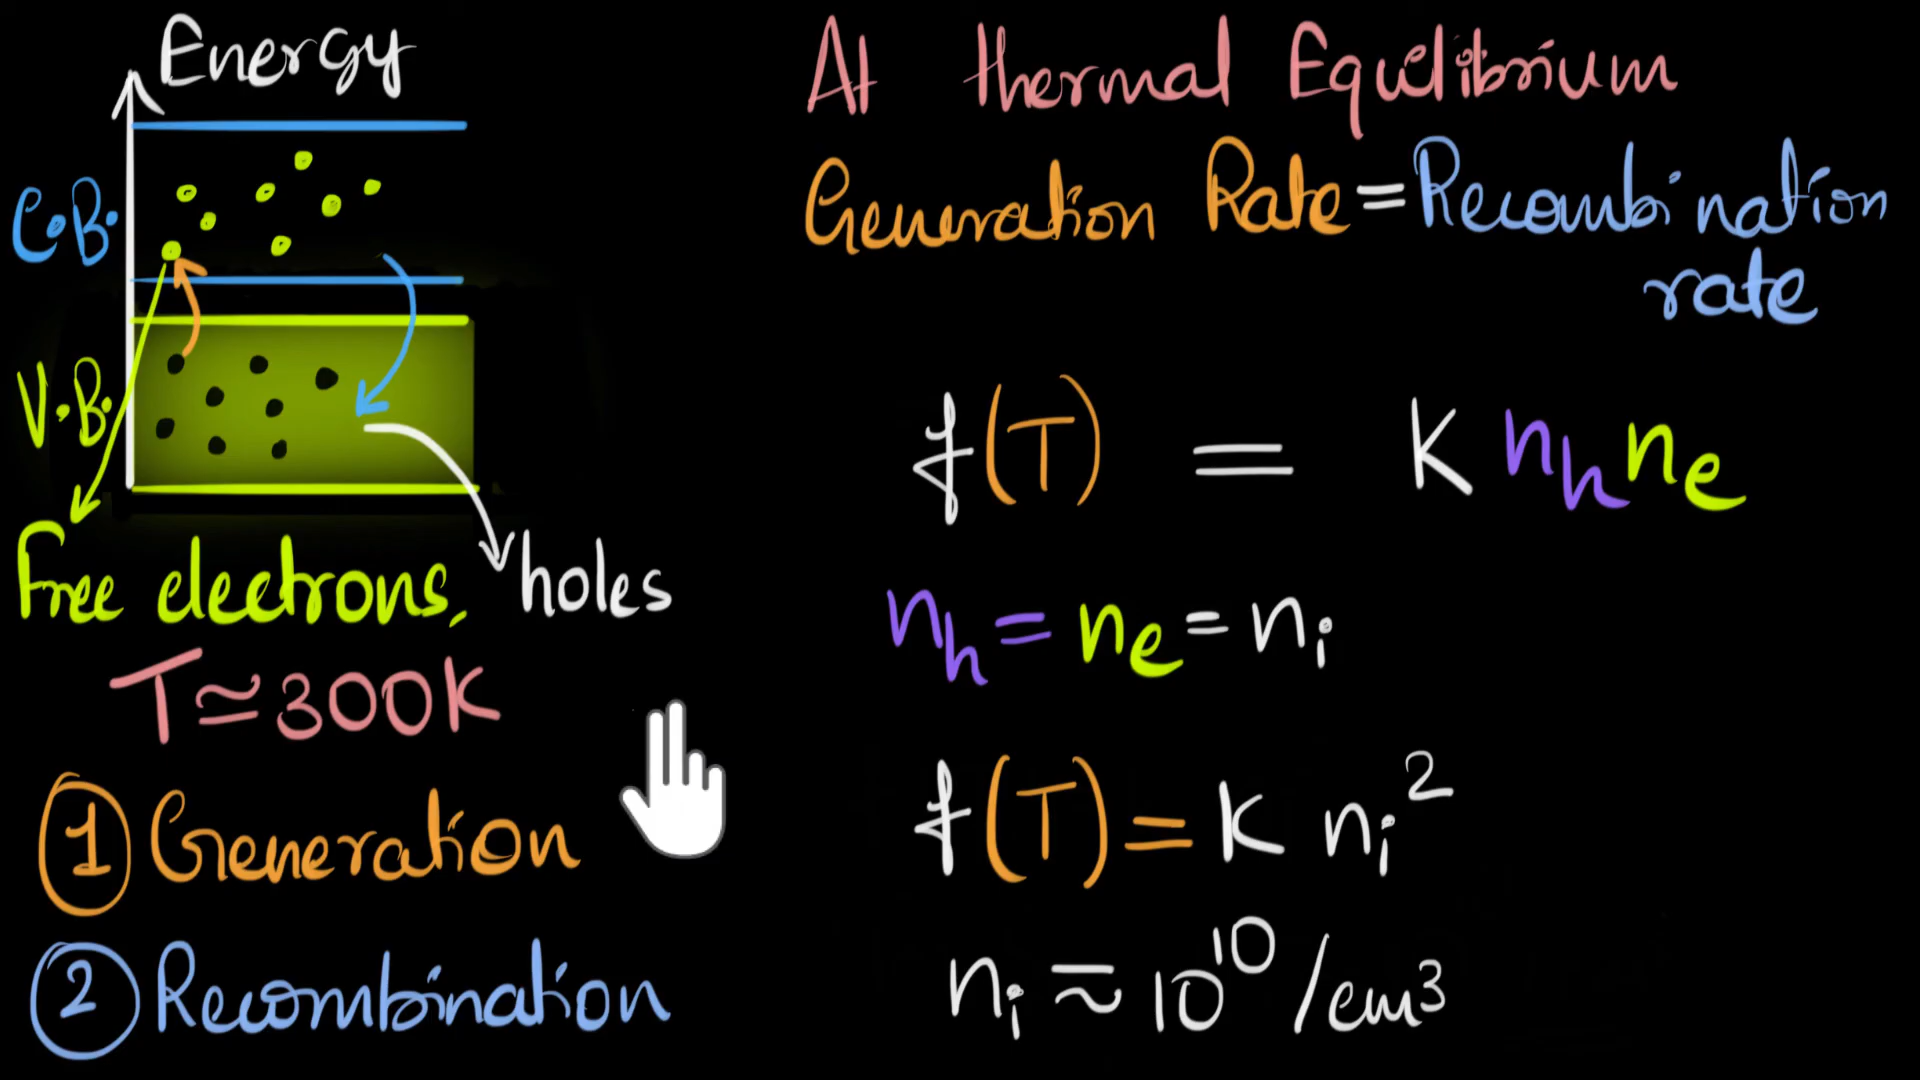 Energy
C.B.
V.B.
Free electrons,
holes
T≃300K
1 Generation
2 Recombination
At thermal Equilibrium
Generation Rate = Recombination
rate
f(T) = K nₕnₑ
nₕ = nₑ = nᵢ
f(T) = K nᵢ²
nᵢ ≈ 10¹⁰ /cm³